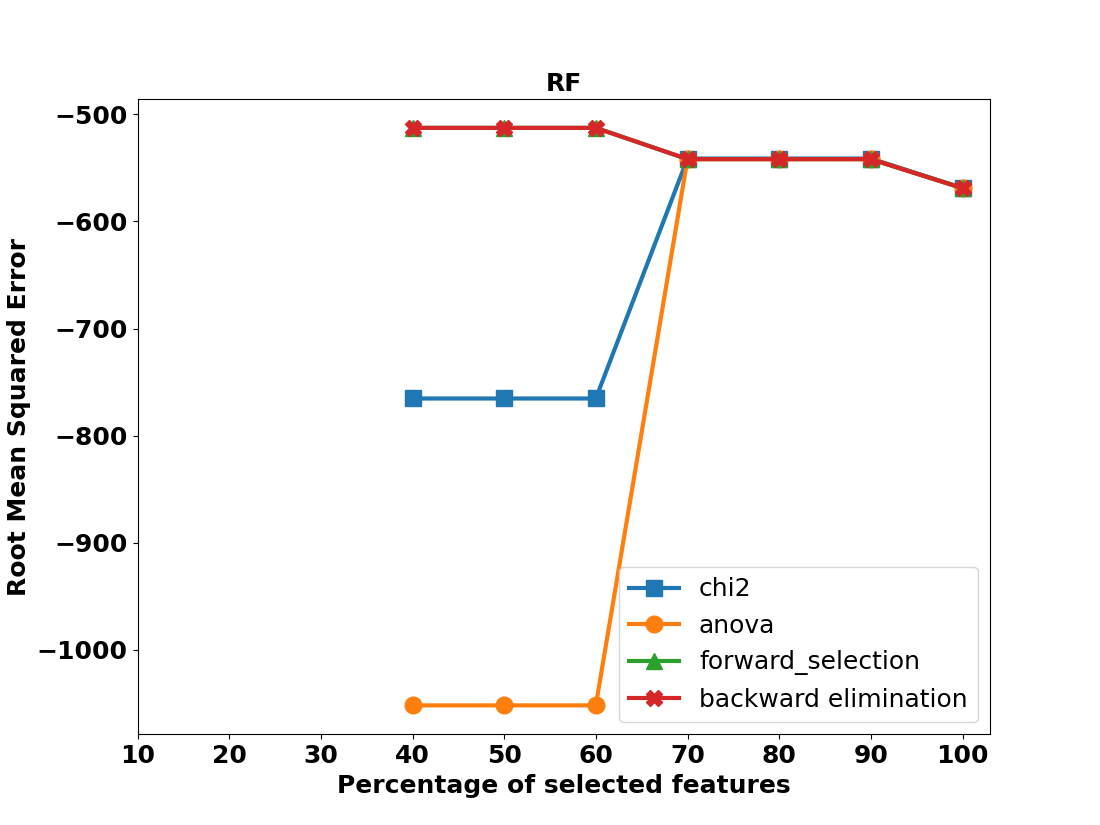 RF
Root Mean Squared Error
−500
−600
−700
−800
−900
−1000
chi2
anova
forward_selection
backward elimination
10 20 30 40 50 60 70 80 90 100
Percentage of selected features